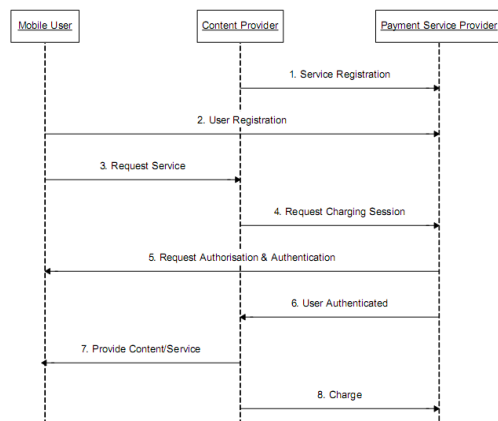 Mobile User
Content Provider
Payment Service Provider
1. Service Registration
2. User Registration
3. Request Service
4. Request Charging Session
5. Request Authorisation & Authentication
6. User Authenticated
7. Provide Content/Service
8. Charge